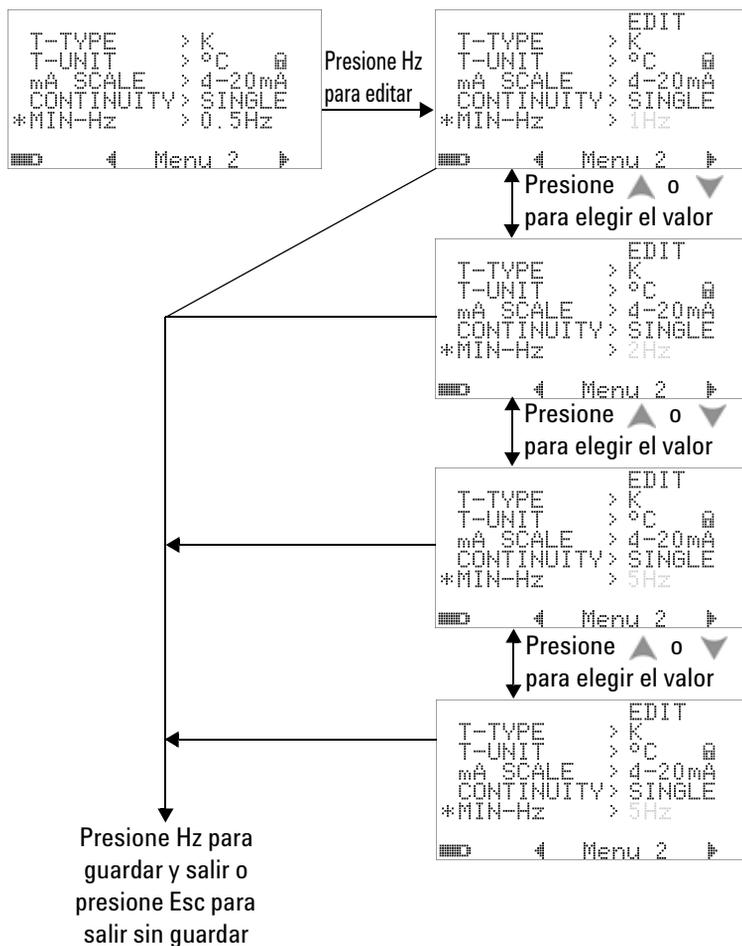 T-TYPE > K
T-UNIT > °C
mA SCALE > 4-20mA
CONTINUITY> SINGLE
*MIN-Hz > 0.5Hz
Menu 2
Presione Hz
para editar
EDIT
T-TYPE > K
T-UNIT > °C
mA SCALE > 4-20mA
CONTINUITY> SINGLE
*MIN-Hz > 1Hz
Menu 2
Presione o
para elegir el valor
EDIT
T-TYPE > K
T-UNIT > °C
mA SCALE > 4-20mA
CONTINUITY> SINGLE
*MIN-Hz > 2Hz
Menu 2
Presione o
para elegir el valor
EDIT
T-TYPE > K
T-UNIT > °C
mA SCALE > 4-20mA
CONTINUITY> SINGLE
*MIN-Hz > 5Hz
Menu 2
Presione o
para elegir el valor
EDIT
T-TYPE > K
T-UNIT > °C
mA SCALE > 4-20mA
CONTINUITY> SINGLE
*MIN-Hz > 5Hz
Menu 2
Presione Hz para
guardar y salir o
presione Esc para
salir sin guardar